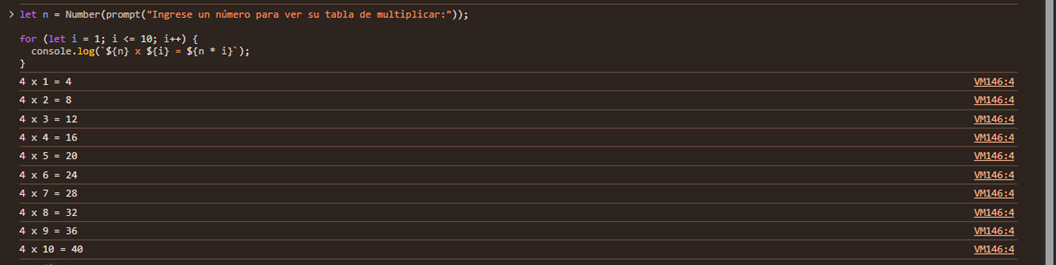 let n = Number(prompt("Ingrese un número para ver su tabla de multiplicar:"));
for (let i = 1; i <= 10; i++) {
  console.log(`${n} x ${i} = ${n * i}`);
}
4 x 1 = 4 VM146:4
4 x 2 = 8 VM146:4
4 x 3 = 12 VM146:4
4 x 4 = 16 VM146:4
4 x 5 = 20 VM146:4
4 x 6 = 24 VM146:4
4 x 7 = 28 VM146:4
4 x 8 = 32 VM146:4
4 x 9 = 36 VM146:4
4 x 10 = 40 VM146:4